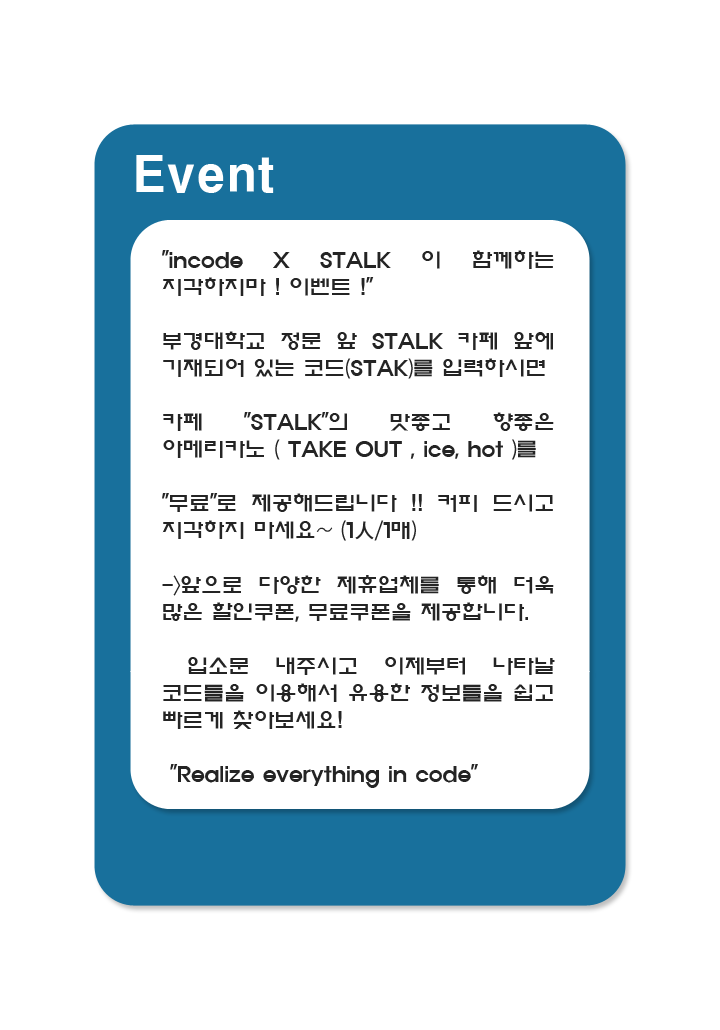 Event
"incode X STALK 이 함께하는
지각하지마 ! 이벤트 !"
부경대학교 정문 앞 STALK 카페 앞에
기재되어 있는 코드(STAK)를 입력하시면
카페 "STALK"의 맛좋고 향좋은
아메리카노 ( TAKE OUT , ice, hot )를
"무료"로 제공해드립니다 !! 커피 드시고
지각하지 마세요~ (1人/1매)
->앞으로 다양한 제휴업체를 통해 더욱
많은 할인쿠폰, 무료쿠폰을 제공합니다.
입소문 내주시고 이제부터 나타날
코드들을 이용해서 유용한 정보들을 쉽고
빠르게 찾아보세요!
"Realize everything in code"